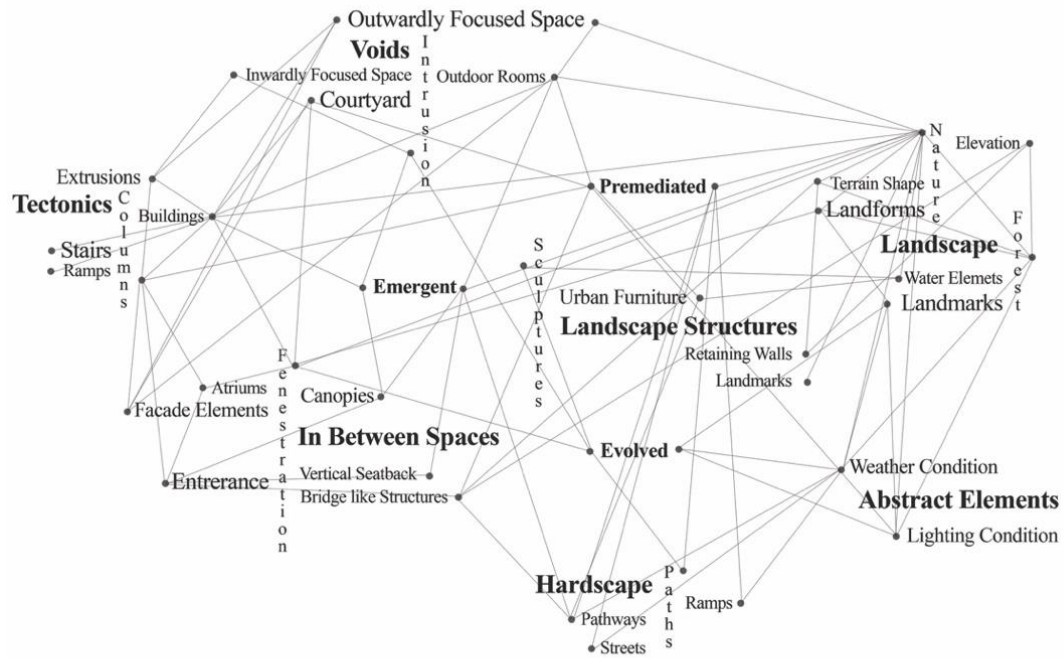 Outwardly Focused Space
Voids
Intrusion
Inwardly Focused Space
Outdoor Rooms
Courtyard
Nature
Elevation
Extrusions
Premediated
Terrain Shape
Tectonics
Columns
Buildings
Landforms
Forest
Stairs
Landscape
Ramps
Sculptures
Water Elemets
Emergent
Urban Furniture
Landmarks
Landscape Structures
Retaining Walls
Fenestration
Atriums
Canopies
Landmarks
Facade Elements
In Between Spaces
Evolved
Entrerance
Vertical Seatback
Weather Condition
Bridge like Structures
Abstract Elements
Lighting Condition
Hardscape
Paths
Ramps
Pathways
Streets